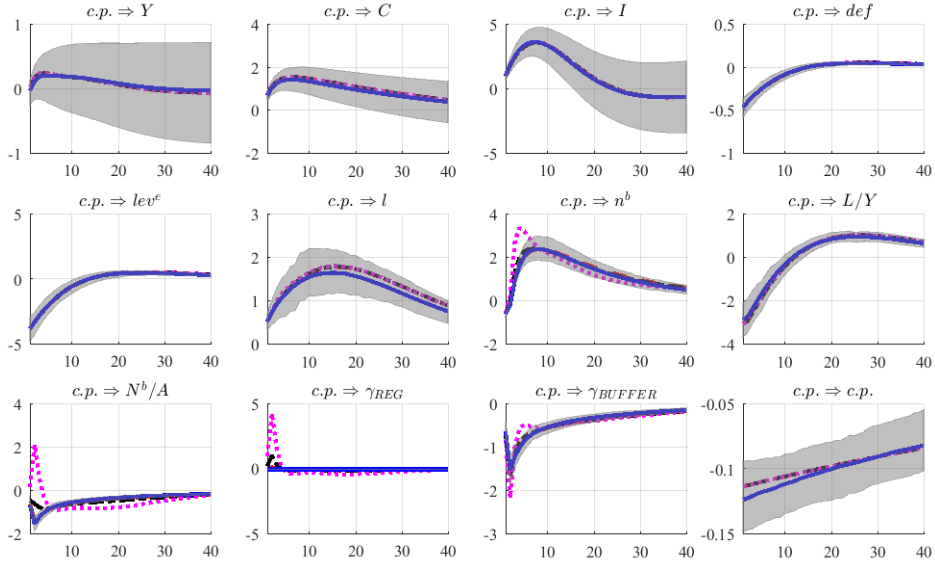 c.p. ⇒ Y
c.p. ⇒ C
c.p. ⇒ I
c.p. ⇒ def
1
0
-1
10 20 30 40
4
2
0
-2
10 20 30 40
5
0
-5
10 20 30 40
1
0.5
0
-0.5
-1
10 20 30 40
c.p. ⇒ lev^e
c.p. ⇒ l
c.p. ⇒ n^b
c.p. ⇒ L/Y
5
0
-5
10 20 30 40
3
2
1
0
10 20 30 40
4
2
0
-2
10 20 30 40
2
0
-2
-4
10 20 30 40
c.p. ⇒ N^b/A
c.p. ⇒ γ_REG
c.p. ⇒ γ_BUFFER
c.p. ⇒ c.p.
4
2
0
-2
10 20 30 40
5
0
-5
10 20 30 40
0
-1
-2
-3
10 20 30 40
-0.05
-0.1
-0.15
10 20 30 40